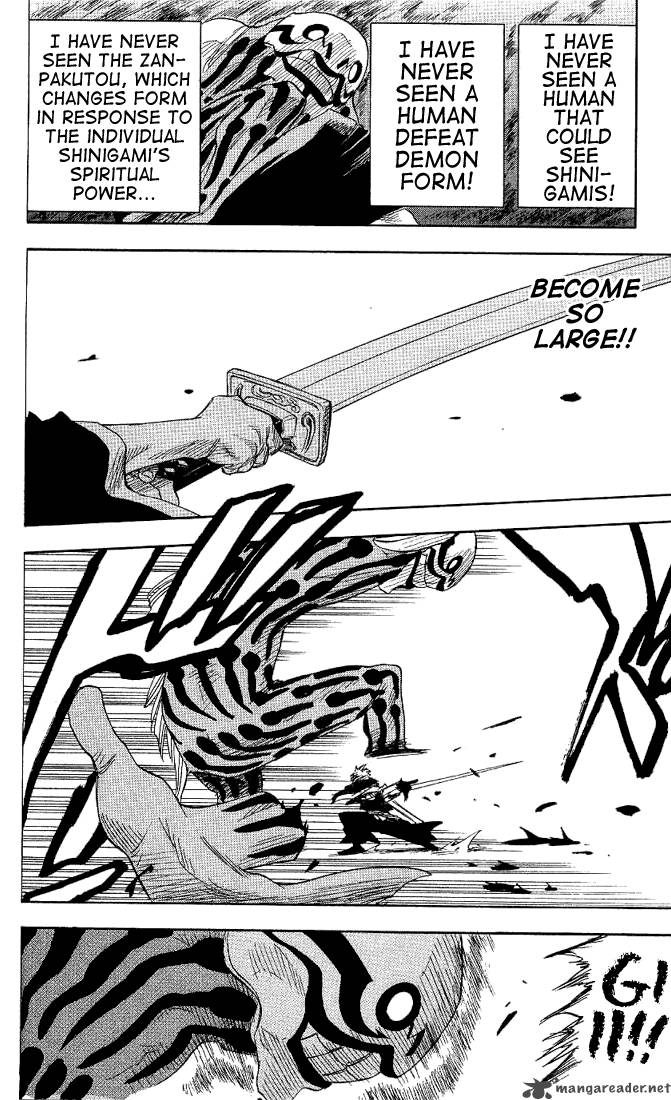 I HAVE
NEVER
SEEN A
HUMAN
THAT
COULD
SEE
SHINI-
GAMIS!
I HAVE
NEVER
SEEN A
HUMAN
DEFEAT
DEMON
FORM!
I HAVE NEVER
SEEN THE ZAN-
PAKUTOU, WHICH
CHANGES FORM
IN RESPONSE TO
THE INDIVIDUAL
SHINIGAMI'S
SPIRITUAL
POWER...
BECOME
SO
LARGE!!
GI
II!!
mangareader.net